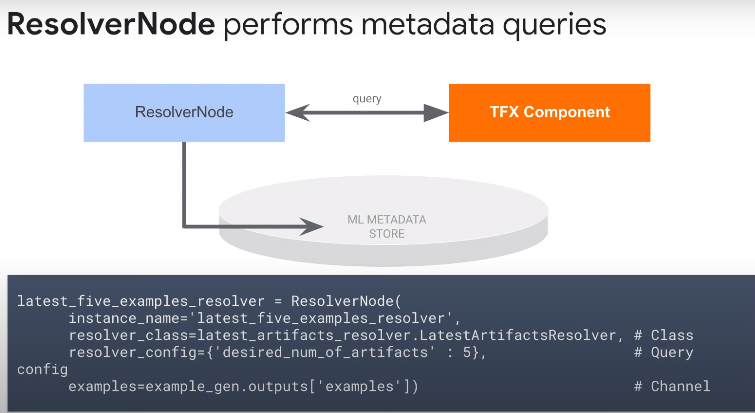 ResolverNode performs metadata queries
ResolverNode
query
TFX Component
ML METADATA
STORE
latest_five_examples_resolver = ResolverNode(
instance_name='latest_five_examples_resolver',
resolver_class=latest_artifacts_resolver.LatestArtifactsResolver, # Class
resolver_config={'desired_num_of_artifacts' : 5}, # Query
config
examples=example_gen.outputs['examples']) # Channel